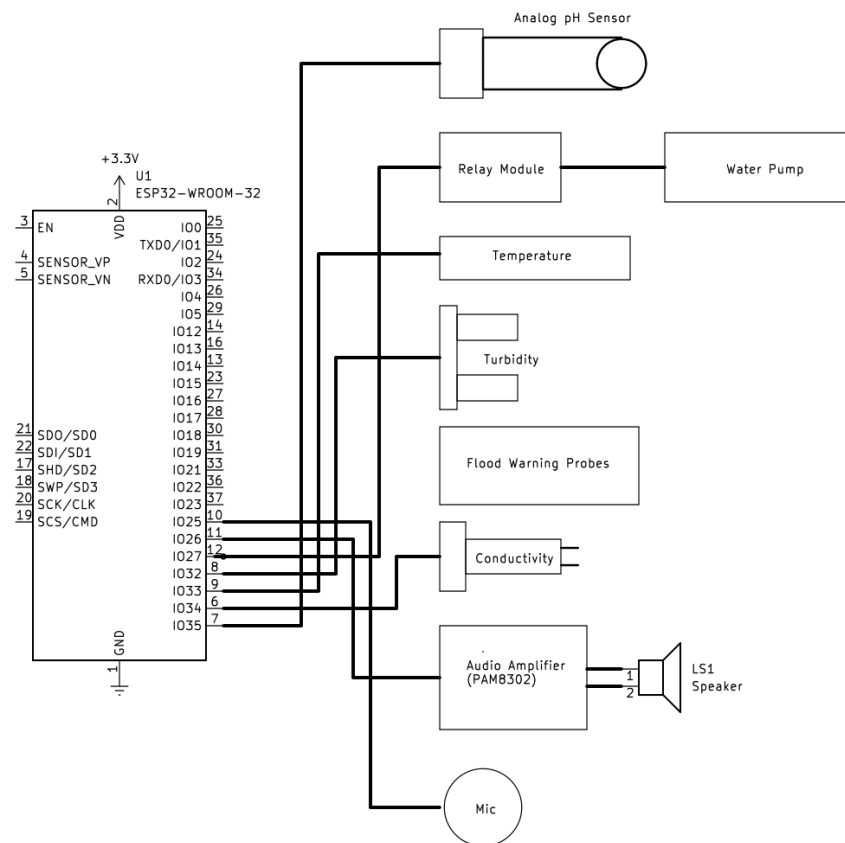 Analog pH Sensor
+3.3V
U1
ESP32-WROOM-32
Relay Module
Water Pump
2
VDD
3 EN
IO0 25
TXD0/IO1 35
4 SENSOR_VP
IO2 24
5 SENSOR_VN
RXD0/IO3 34
IO4 26
IO5 29
IO12 14
IO13 16
IO14 13
IO15 23
IO16 27
IO17 28
21 SDO/SD0
IO18 30
22 SDI/SD1
IO19 31
17 SHD/SD2
IO21 33
18 SWP/SD3
IO22 36
20 SCK/CLK
IO23 37
19 SCS/CMD
IO25 10
IO26 11
IO27 12
IO32 8
IO33 9
IO34 6
IO35 7
GND
1
Temperature
Turbidity
Flood Warning Probes
Conductivity
Audio Amplifier
(PAM8302)
1
2
LS1
Speaker
Mic